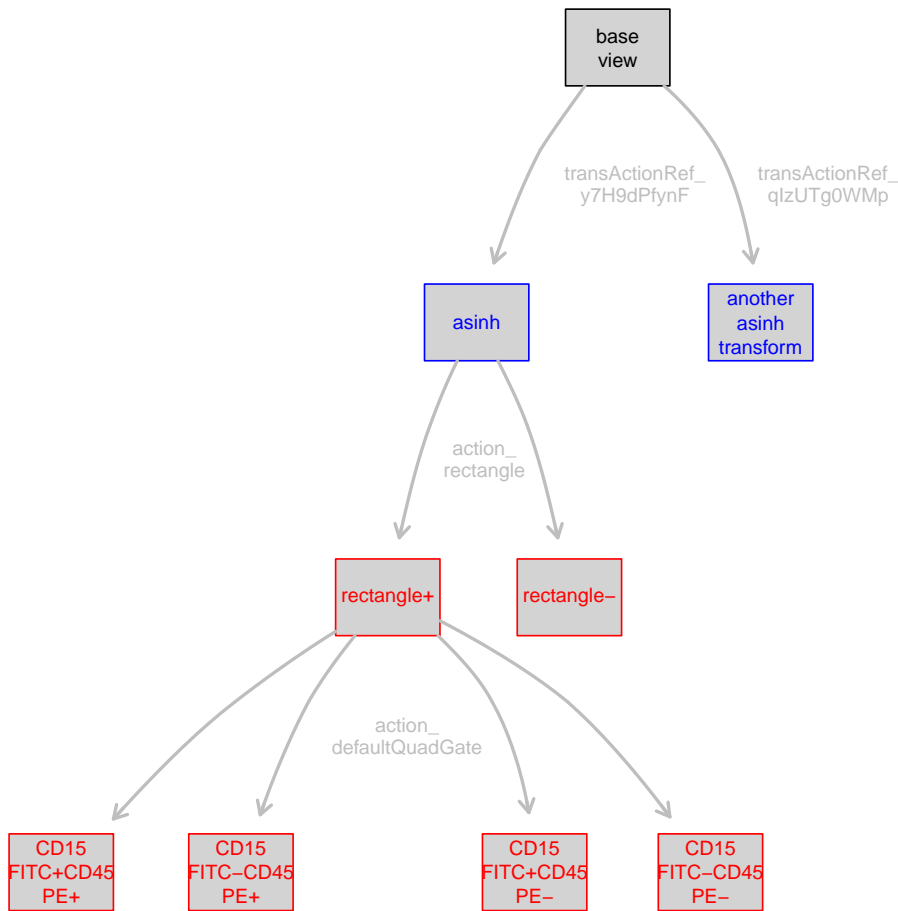 base
view
transActionRef_
y7H9dPfynF
transActionRef_
qIzUTg0WMp
asinh
another
asinh
transform
action_
rectangle
rectangle+
rectangle−
action_
defaultQuadGate
CD15
FITC+CD45
PE+
CD15
FITC−CD45
PE+
CD15
FITC+CD45
PE−
CD15
FITC−CD45
PE−